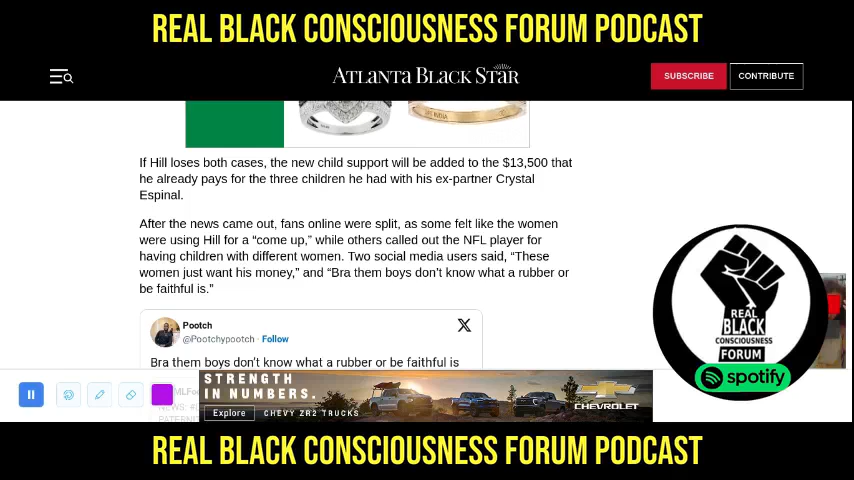 REAL BLACK CONSCIOUSNESS FORUM PODCAST
ATLANTA BLACK STAR
SUBSCRIBE
CONTRIBUTE
If Hill loses both cases, the new child support will be added to the $13,500 that
he already pays for the three children he had with his ex-partner Crystal
Espinal.
After the news came out, fans online were split, as some felt like the women
were using Hill for a “come up,” while others called out the NFL player for
having children with different women. Two social media users said, “These
women just want his money,” and “Bra them boys don’t know what a rubber or
be faithful is.”
Pootch
@Pootchypootch · Follow
Bra them boys don’t know what a rubber or be faithful is
REAL
BLACK
CONSCIOUSNESS
FORUM
Spotify
STRENGTH
IN NUMBERS.
Explore
CHEVY ZR2 TRUCKS
CHEVROLET
REAL BLACK CONSCIOUSNESS FORUM PODCAST